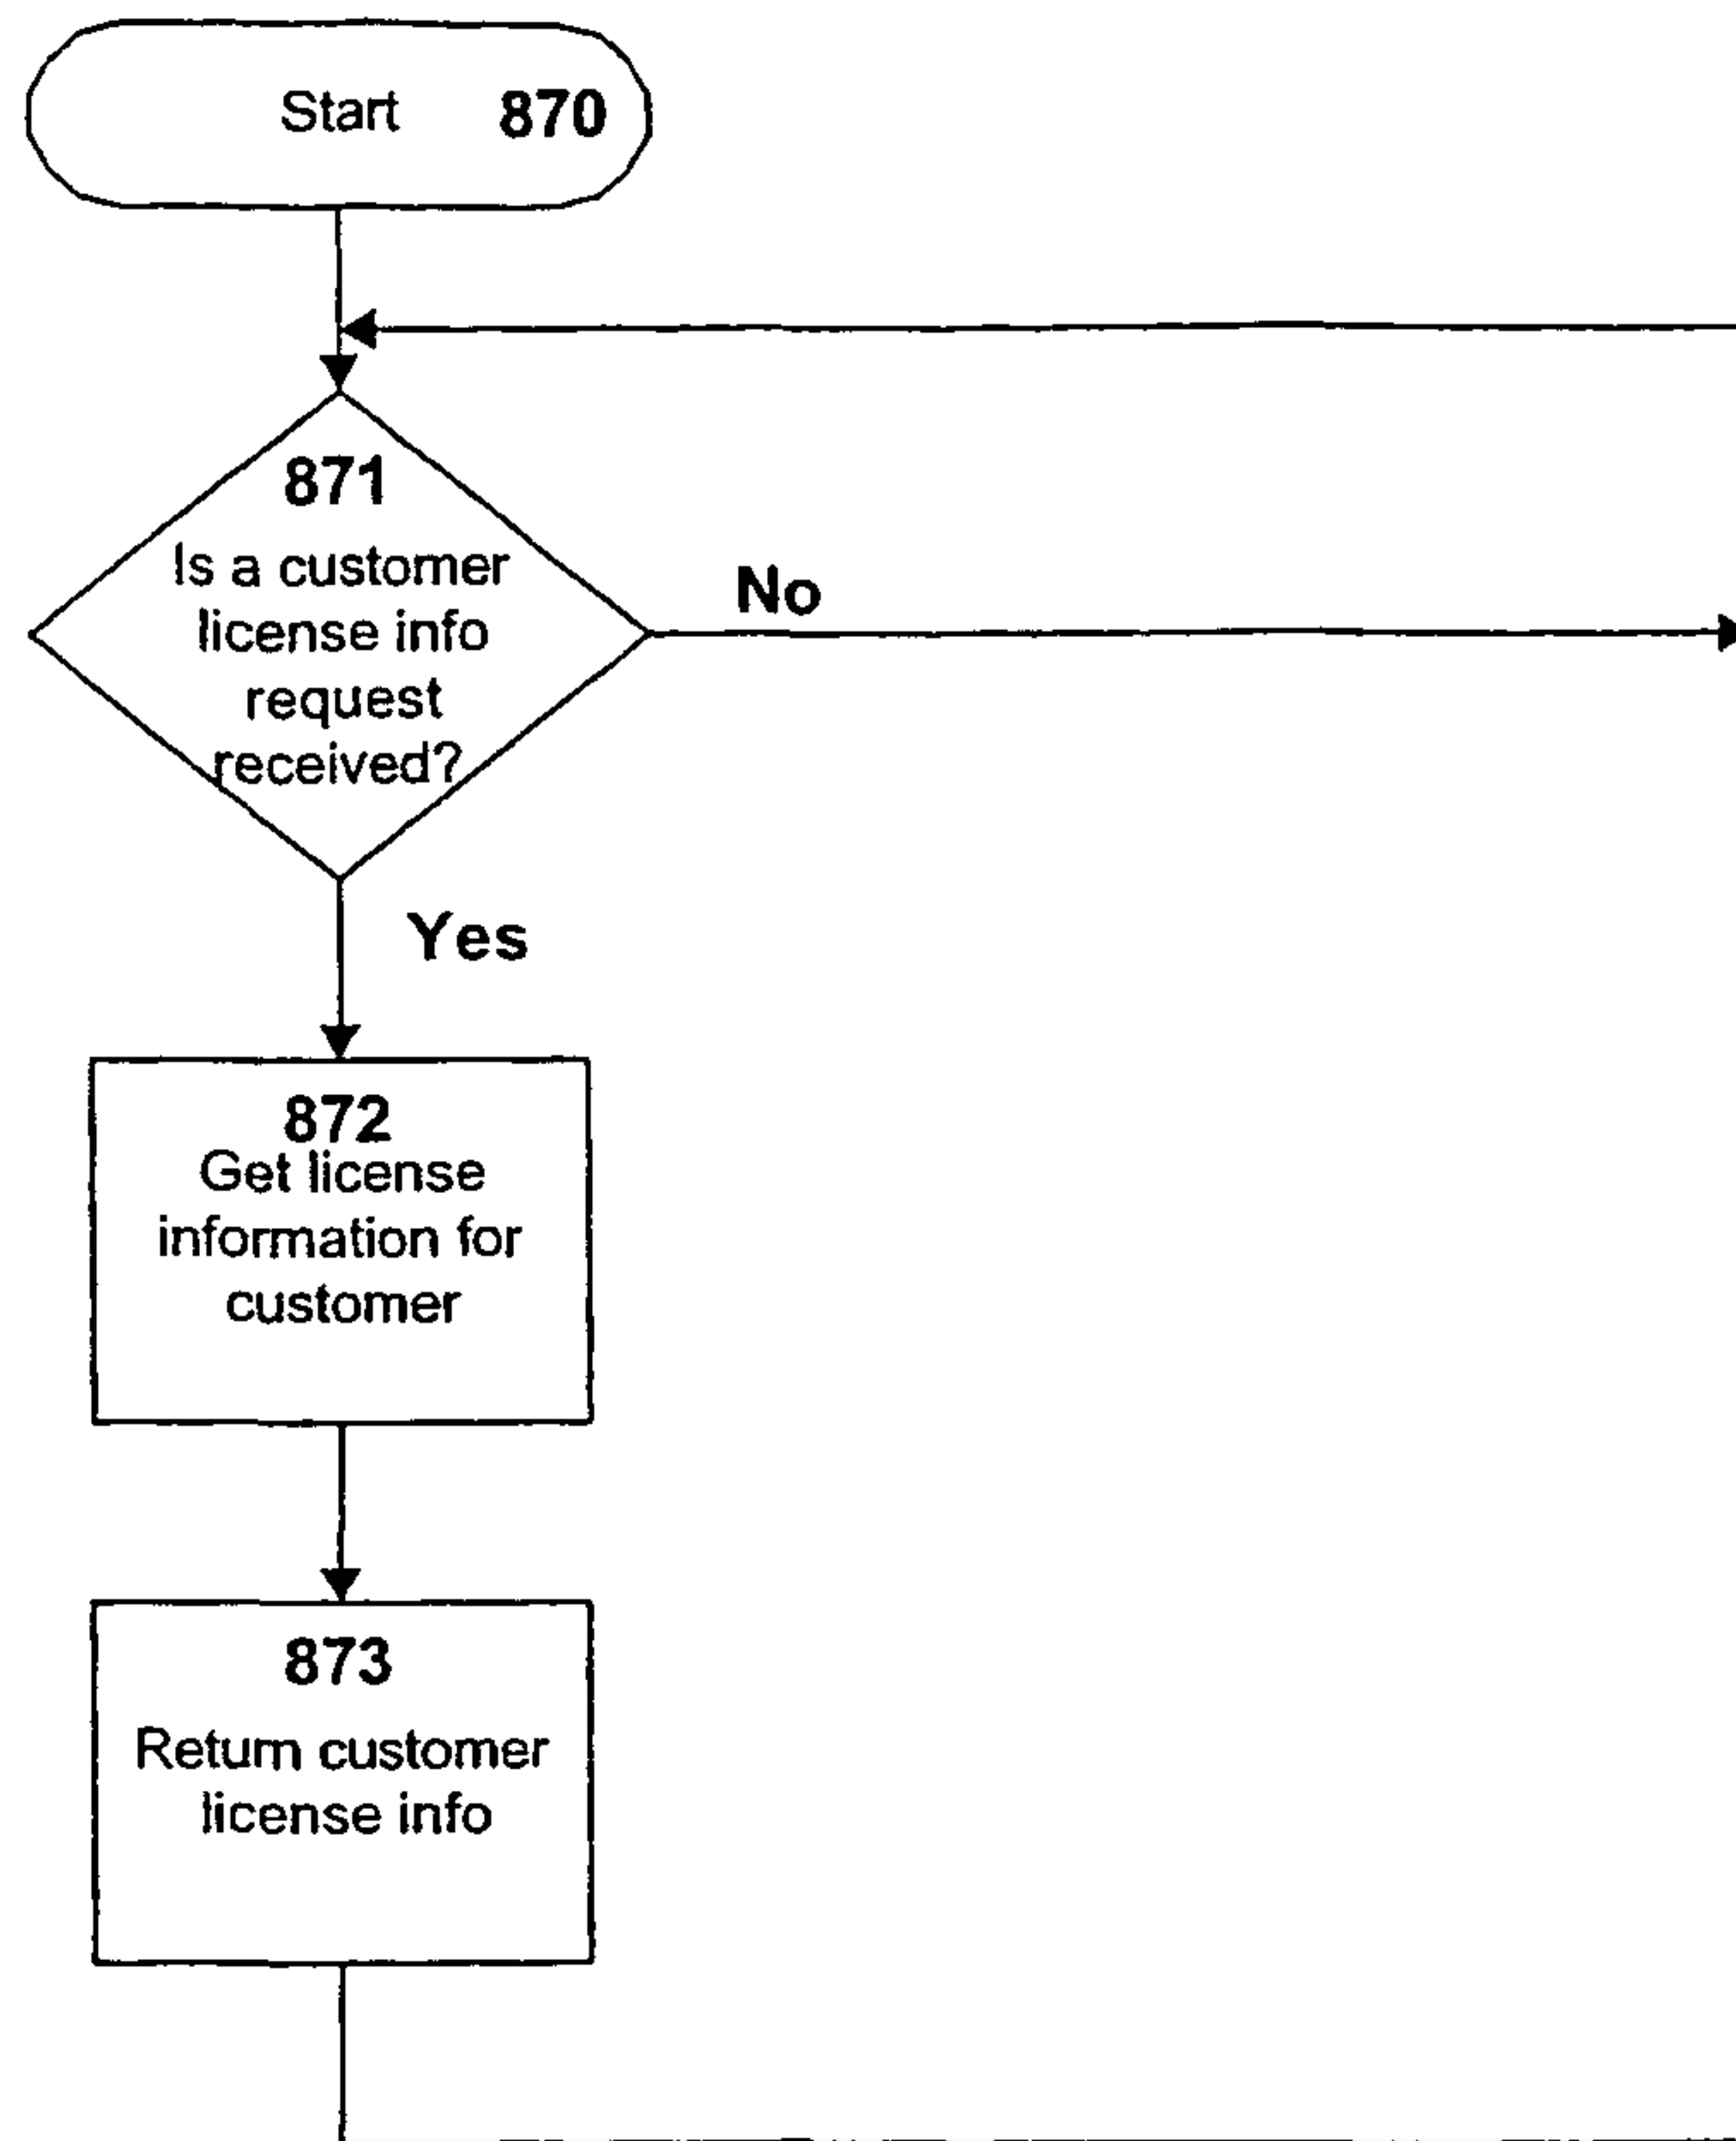 Start 870
871
Is a customer
license info
request
received?
No
Yes
872
Get license
information for
customer
873
Return customer
license info